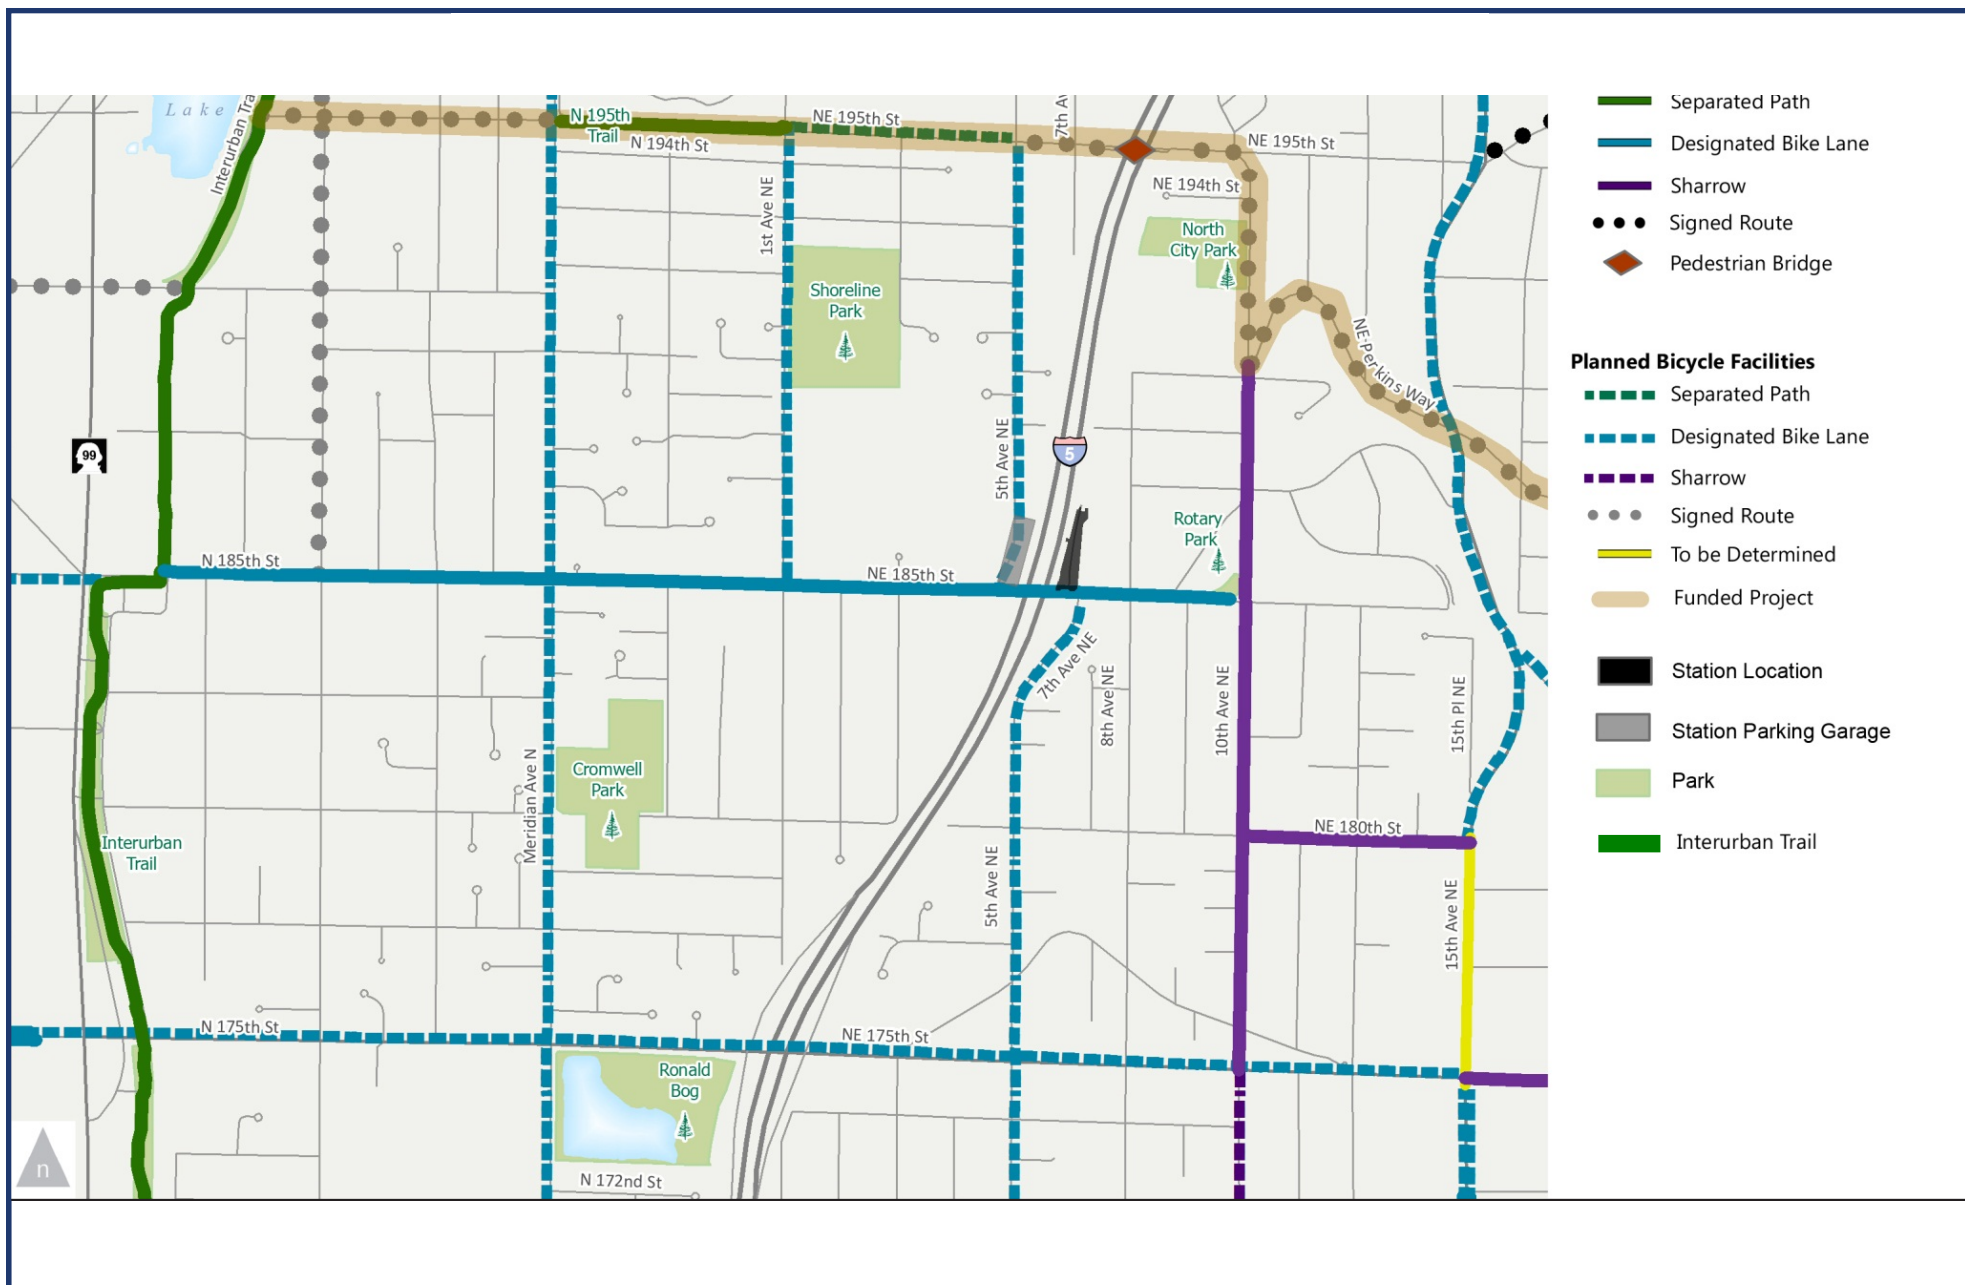 Lake
Interurban Tra
N 195th
Trail
N 194th St
NE 195th St
7th Av
NE 195th St
NE 194th St
1st Ave NE
North
City Park
Shoreline
Park
NE Perkins Way
5th Ave NE
99
5
Rotary
Park
N 185th St
NE 185th St
7th Ave NE
8th Ave NE
10th Ave NE
15th Pl NE
Meridian Ave N
Cromwell
Park
Interurban
Trail
NE 180th St
5th Ave NE
15th Ave NE
N 175th St
NE 175th St
Ronald
Bog
N 172nd St
n
Separated Path
Designated Bike Lane
Sharrow
Signed Route
Pedestrian Bridge
Planned Bicycle Facilities
Separated Path
Designated Bike Lane
Sharrow
Signed Route
To be Determined
Funded Project
Station Location
Station Parking Garage
Park
Interurban Trail